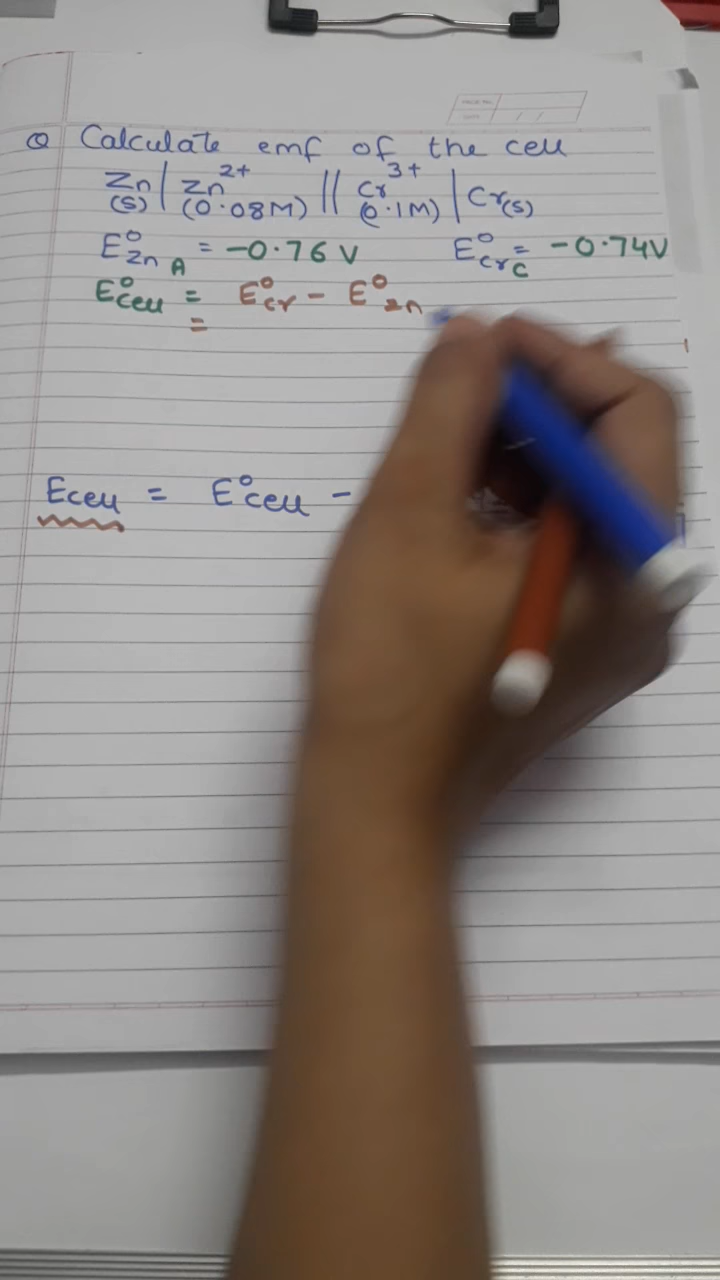 Q Calculate emf of the cell
Zn(s) | Zn²⁺ (0.08M) || Cr³⁺ (0.1M) | Cr(s)
E°Zn A = -0.76 V E°Cr C = -0.74V
E°cell = E°Cr - E°Zn
=
Ecell = E°cell -